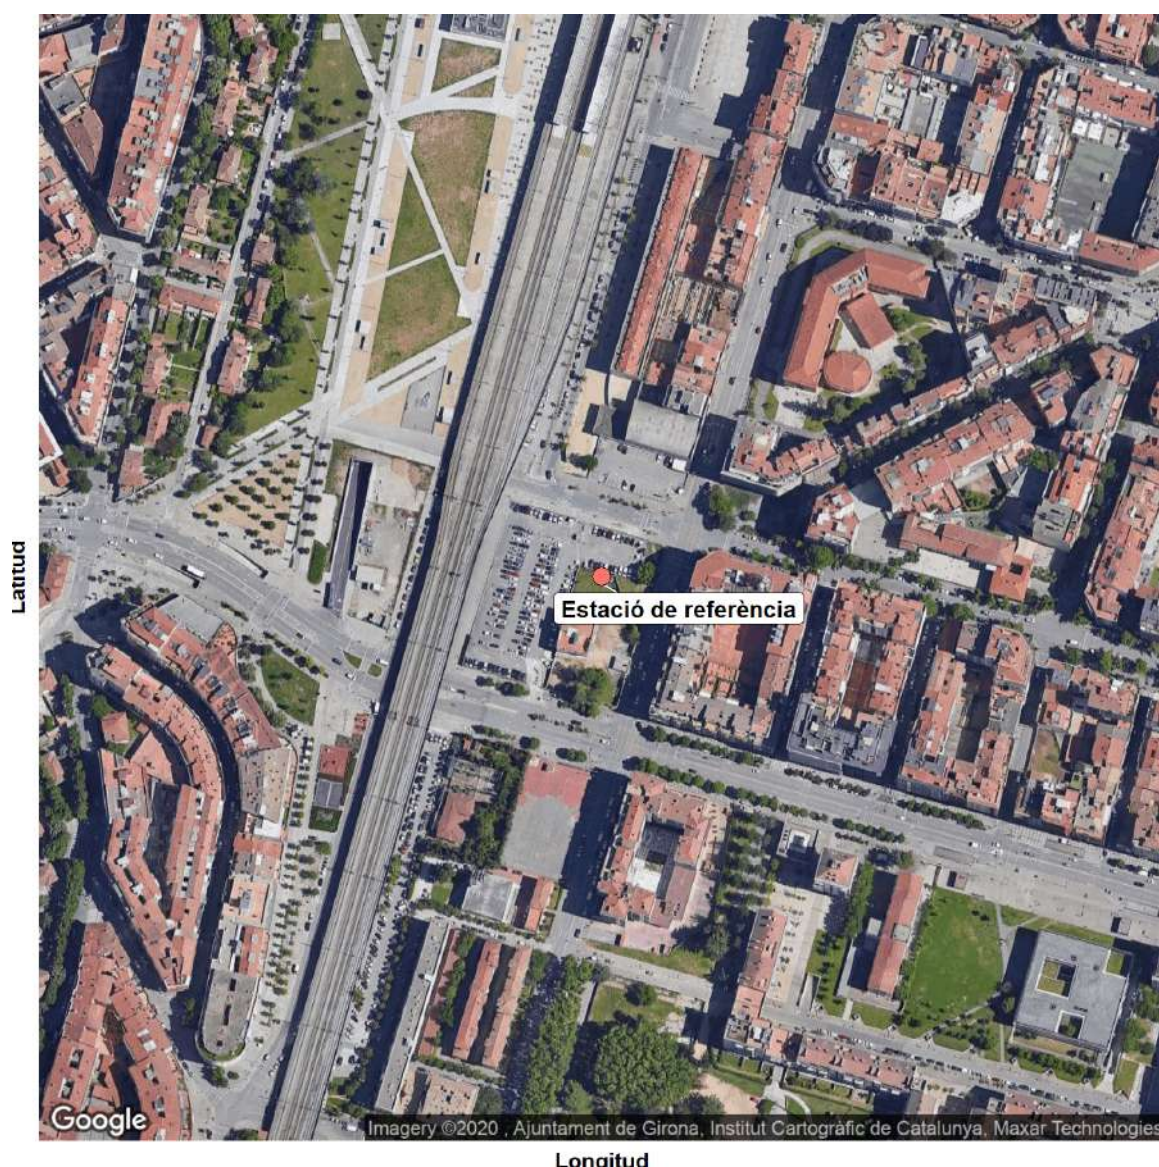 Latitud
Estació de referència
Google
Imagery ©2020 , Ajuntament de Girona, Institut Cartogràfic de Catalunya, Maxar Technologies
Longitud